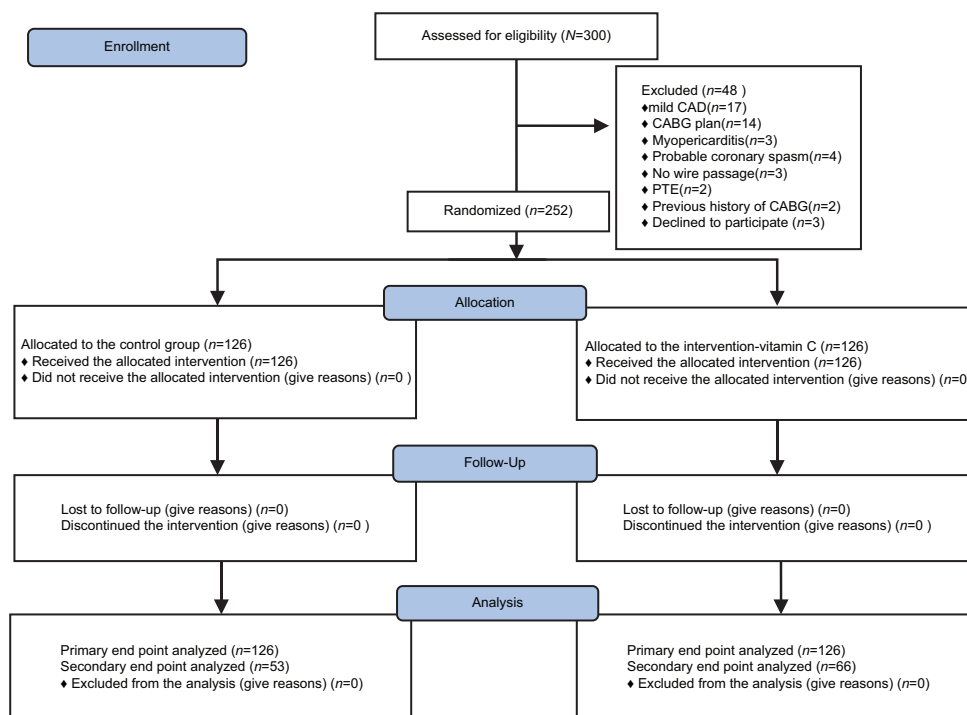 Enrollment
Assessed for eligibility (N=300)
Excluded (n=48 )
♦mild CAD(n=17)
♦ CABG plan(n=14)
♦ Myopericarditis(n=3)
♦ Probable coronary spasm(n=4)
♦ No wire passage(n=3)
♦ PTE(n=2)
♦ Previous history of CABG(n=2)
♦ Declined to participate (n=3)
Randomized (n=252)
Allocation
Allocated to the control group (n=126)
♦ Received the allocated intervention (n=126)
♦ Did not receive the allocated intervention (give reasons) (n=0 )
Allocated to the intervention-vitamin C (n=126)
♦ Received the allocated intervention (n=126)
♦ Did not receive the allocated intervention (give reasons) (n=0
Follow-Up
Lost to follow-up (give reasons) (n=0)
Discontinued the intervention (give reasons) (n=0 )
Lost to follow-up (give reasons) (n=0)
Discontinued the intervention (give reasons) (n=0 )
Analysis
Primary end point analyzed (n=126)
Secondary end point analyzed (n=53)
♦ Excluded from the analysis (give reasons) (n=0)
Primary end point analyzed (n=126)
Secondary end point analyzed (n=66)
♦ Excluded from the analysis (give reasons) (n=0)